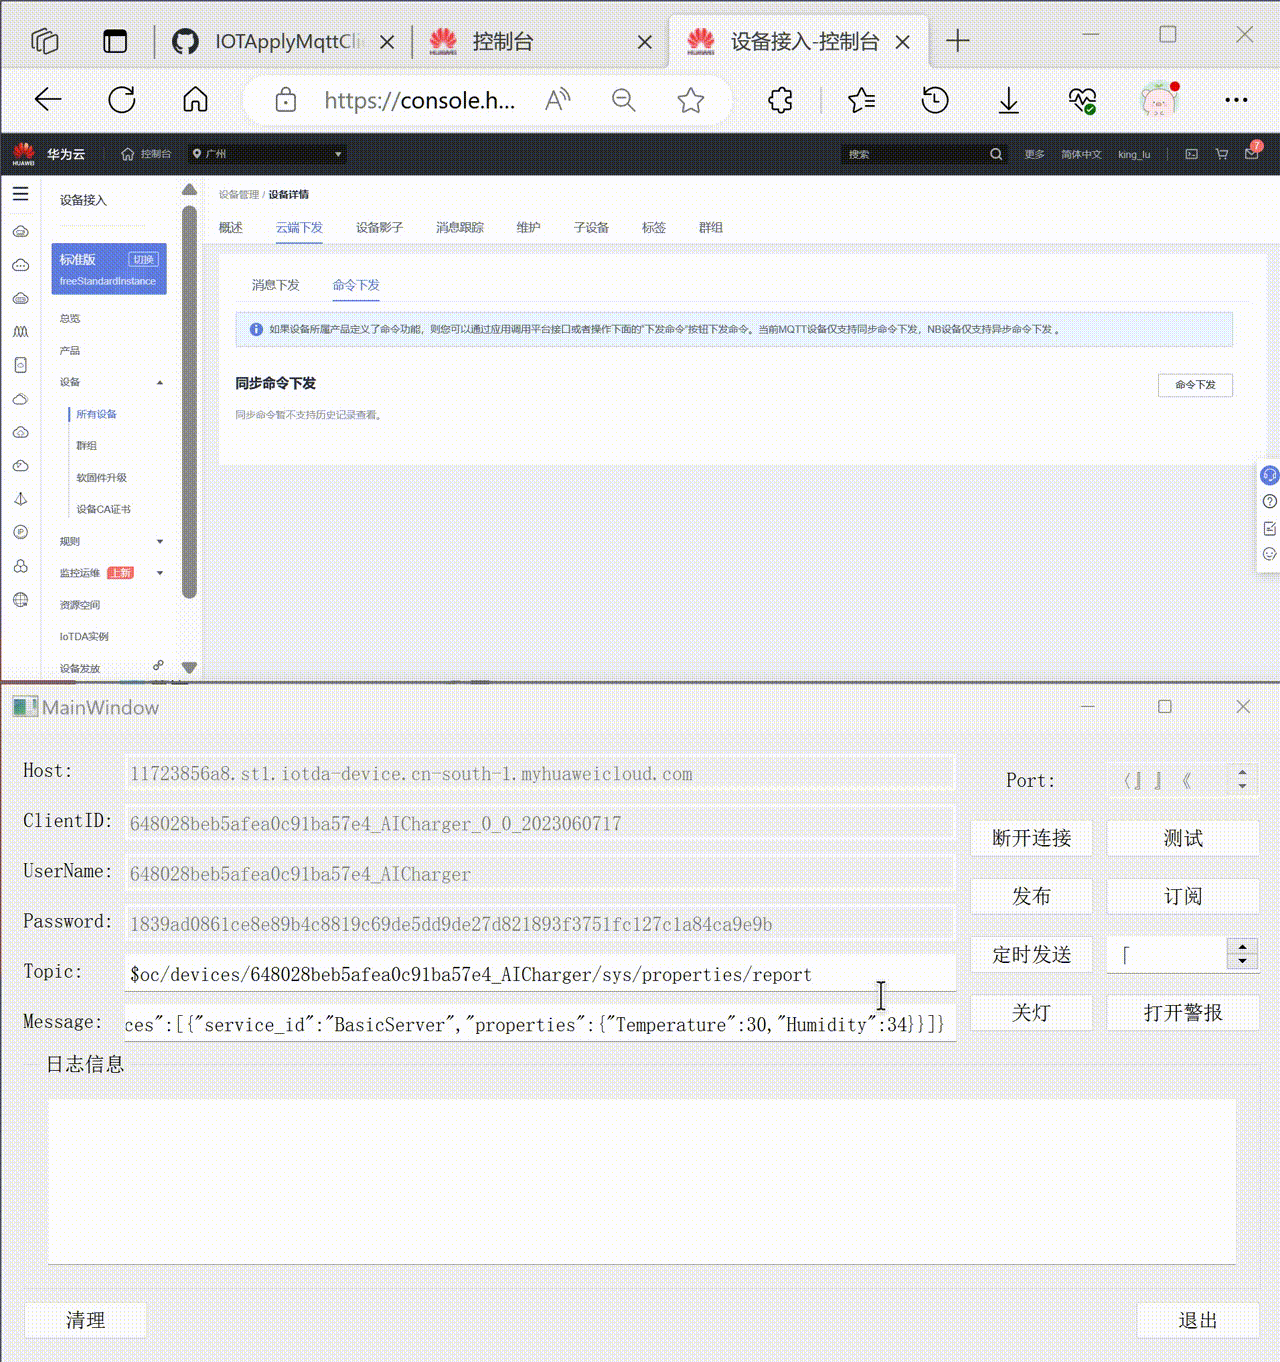 IOTApplyMqttCli
控制台
设备接入-控制台
https://console.h...
HUAWEI 华为云 控制台 广州 搜索 更多 简体中文 king_lu 7
设备接入
标准版 切换
freeStandardInstance
总览
产品
设备
所有设备
群组
软固件升级
设备CA证书
规则
监控运维 上新
资源空间
IoTDA实例
设备发放
设备管理 / 设备详情
概述 云端下发 设备影子 消息跟踪 维护 子设备 标签 群组
消息下发 命令下发
如果设备所属产品定义了命令功能，则您可以通过应用调用平台接口或者操作下面的"下发命令"按钮下发命令。当前MQTT设备仅支持同步命令下发，NB设备仅支持异步命令下发 。
同步命令下发 命令下发
同步命令暂不支持历史记录查看。
MainWindow
Host: 11723856a8.st1.iotda-device.cn-south-1.myhuaweicloud.com Port:
ClientID: 648028beb5afea0c91ba57e4_AICharger_0_0_2023060717 断开连接 测试
UserName: 648028beb5afea0c91ba57e4_AICharger 发布 订阅
Password: 1839ad0861ce8e89b4c8819c69de5dd9de27d821893f3751fc127c1a84ca9e9b
Topic: $oc/devices/648028beb5afea0c91ba57e4_AICharger/sys/properties/report 定时发送
Message: ces":[{"service_id":"BasicServer","properties":{"Temperature":30,"Humidity":34}}]} 关灯 打开警报
日志信息
清理 退出